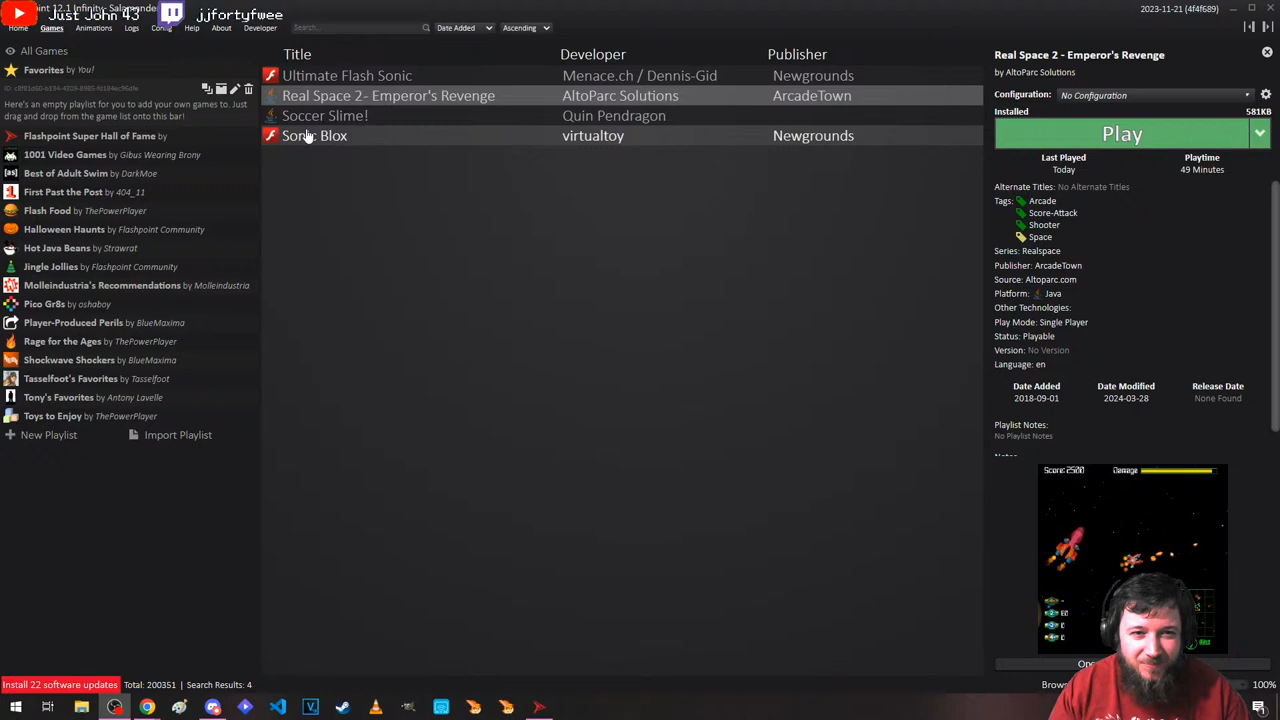 point 12.1 Infinity- Salamander
Just John 43
jjfortyfwee
2023-11-21 (4f4f689)
Home Games Animations Logs Config Help About Developer
Search... Date Added Ascending
All Games
Favorites by You!
Here's an empty playlist for you to add your own games to. Just
drag and drop from the game list onto this bar!
Flashpoint Super Hall of Fame by
1001 Video Games by Gibus Wearing Brony
Best of Adult Swim by DarkMoe
First Past the Post by 404_11
Flash Food by ThePowerPlayer
Halloween Haunts by Flashpoint Community
Hot Java Beans by Strawrat
Jingle Jollies by Flashpoint Community
Molleindustria's Recommendations by Molleindustria
Pico Gr8s by oshaboy
Player-Produced Perils by BlueMaxima
Rage for the Ages by ThePowerPlayer
Shockwave Shockers by BlueMaxima
Tasselfoot's Favorites by Tasselfoot
Tony's Favorites by Antony Lavelle
Toys to Enjoy by ThePowerPlayer
New Playlist Import Playlist
Title Developer Publisher
Ultimate Flash Sonic Menace.ch / Dennis-Gid Newgrounds
Real Space 2- Emperor's Revenge AltoParc Solutions ArcadeTown
Soccer Slime! Quin Pendragon
Sonic Blox virtualtoy Newgrounds
Real Space 2 - Emperor's Revenge
by AltoParc Solutions
Configuration: No Configuration
Installed 581KB
Play
Last Played Playtime
Today 49 Minutes
Alternate Titles: No Alternate Titles
Tags: Arcade
Score-Attack
Shooter
Space
Series: Realspace
Publisher: ArcadeTown
Source: Altoparc.com
Platform: Java
Other Technologies:
Play Mode: Single Player
Status: Playable
Version: No Version
Language: en
Date Added Date Modified Release Date
2018-09-01 2024-03-28 None Found
Playlist Notes:
No Playlist Notes
Score:2500 Damage
Install 22 software updates Total: 200351 | Search Results: 4
100%